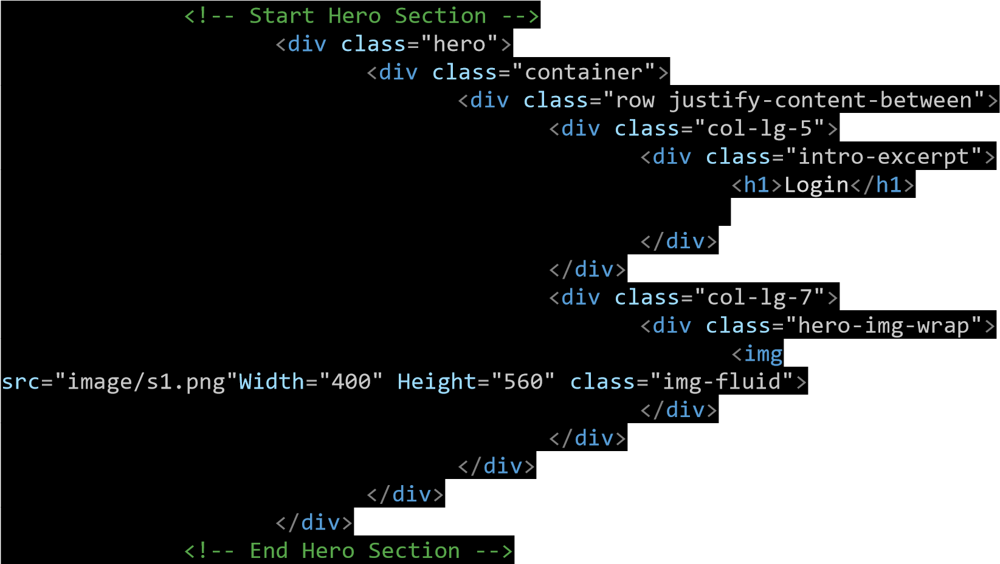 <!-- Start Hero Section -->
<div class="hero">
<div class="container">
<div class="row justify-content-between">
<div class="col-lg-5">
<div class="intro-excerpt">
<h1>Login</h1>
</div>
</div>
<div class="col-lg-7">
<div class="hero-img-wrap">
<img
src="image/s1.png"Width="400" Height="560" class="img-fluid">
</div>
</div>
</div>
</div>
</div>
<!-- End Hero Section -->